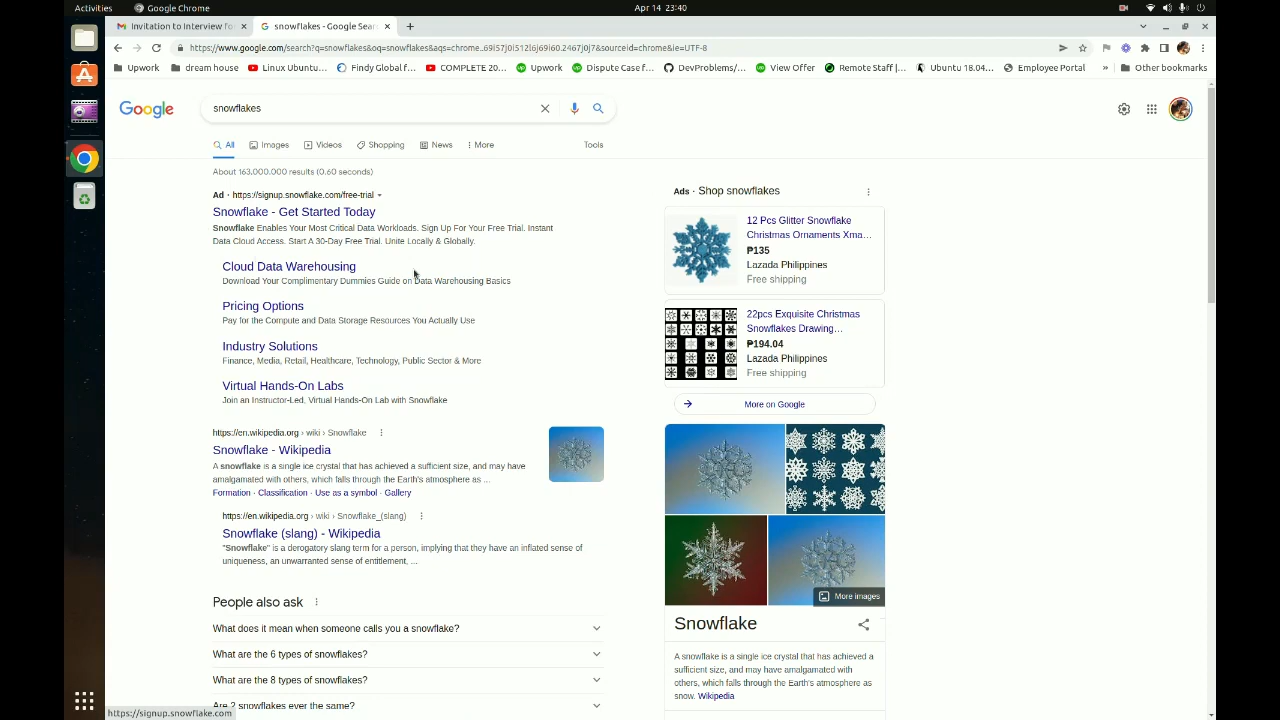 Activities
Google Chrome
Apr 14 23:40
Invitation to Interview fo
snowflakes - Google Sear
https://www.google.com/search?q=snowflakes&oq=snowflakes&aqs=chrome..69i57j0i512l6j69i60.2467j0j7&sourceid=chrome&ie=UTF-8
Upwork
dream house
Linux Ubuntu...
Findy Global f...
COMPLETE 20...
Upwork
Dispute Case f...
DevProblems/...
View Offer
Remote Staff |...
Ubuntu 18.04...
Employee Portal
»
Other bookmarks
Google
snowflakes
All
Images
Videos
Shopping
News
More
Tools
About 163,000,000 results (0.60 seconds)
Ad · https://signup.snowflake.com/free-trial
Snowflake - Get Started Today
Snowflake Enables Your Most Critical Data Workloads. Sign Up For Your Free Trial. Instant
Data Cloud Access. Start A 30-Day Free Trial. Unite Locally & Globally.
Cloud Data Warehousing
Download Your Complimentary Dummies Guide on Data Warehousing Basics
Pricing Options
Pay for the Compute and Data Storage Resources You Actually Use
Industry Solutions
Finance, Media, Retail, Healthcare, Technology, Public Sector & More
Virtual Hands-On Labs
Join an Instructor-Led, Virtual Hands-On Lab with Snowflake
https://en.wikipedia.org › wiki › Snowflake
Snowflake - Wikipedia
A snowflake is a single ice crystal that has achieved a sufficient size, and may have
amalgamated with others, which falls through the Earth's atmosphere as ...
Formation · Classification · Use as a symbol · Gallery
https://en.wikipedia.org › wiki › Snowflake_(slang)
Snowflake (slang) - Wikipedia
"Snowflake" is a derogatory slang term for a person, implying that they have an inflated sense of
uniqueness, an unwarranted sense of entitlement, ...
People also ask
What does it mean when someone calls you a snowflake?
What are the 6 types of snowflakes?
What are the 8 types of snowflakes?
Are 2 snowflakes ever the same?
https://signup.snowflake.com
Ads · Shop snowflakes
12 Pcs Glitter Snowflake
Christmas Ornaments Xma...
₱135
Lazada Philippines
Free shipping
22pcs Exquisite Christmas
Snowflakes Drawing...
₱194.04
Lazada Philippines
Free shipping
More on Google
More images
Snowflake
A snowflake is a single ice crystal that has achieved a
sufficient size, and may have amalgamated with
others, which falls through the Earth's atmosphere as
snow. Wikipedia